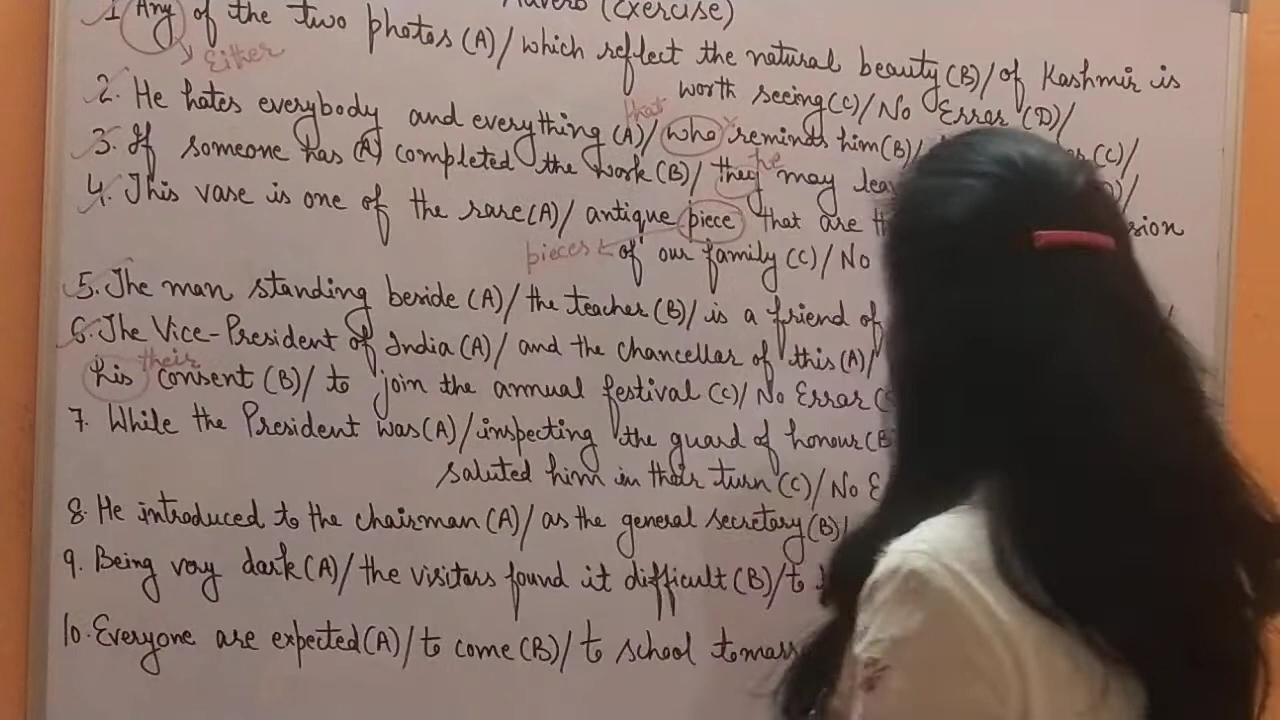 Adverb (Exercise)
1 Any of the two photos (A)/ which reflect the natural beauty (B)/ of Kashmir is
Either
worth seeing (C)/ No Error (D)/
2. He hates everybody and everything (A)/ who reminds him (B)/
that
3. If someone has (A) completed the work (B)/ they may
he
4. This vase is one of the rare (A)/ antique piece that are
pieces of our family (C)/ No
5. The man standing beside (A)/ the teacher (B)/ is a friend of
6. The Vice-President of India (A)/ and the chancellor of this (A)/
their
his consent (B)/ to join the annual festival (C)/ No Error
7. While the President was (A)/ inspecting the guard of honour (B
saluted him in their turn (C)/ No E
8. He introduced to the chairman (A)/ as the general secretary (B)/
9. Being very dark (A)/ the visitors found it difficult (B)/ to
10. Everyone are expected (A)/ to come (B)/ to school